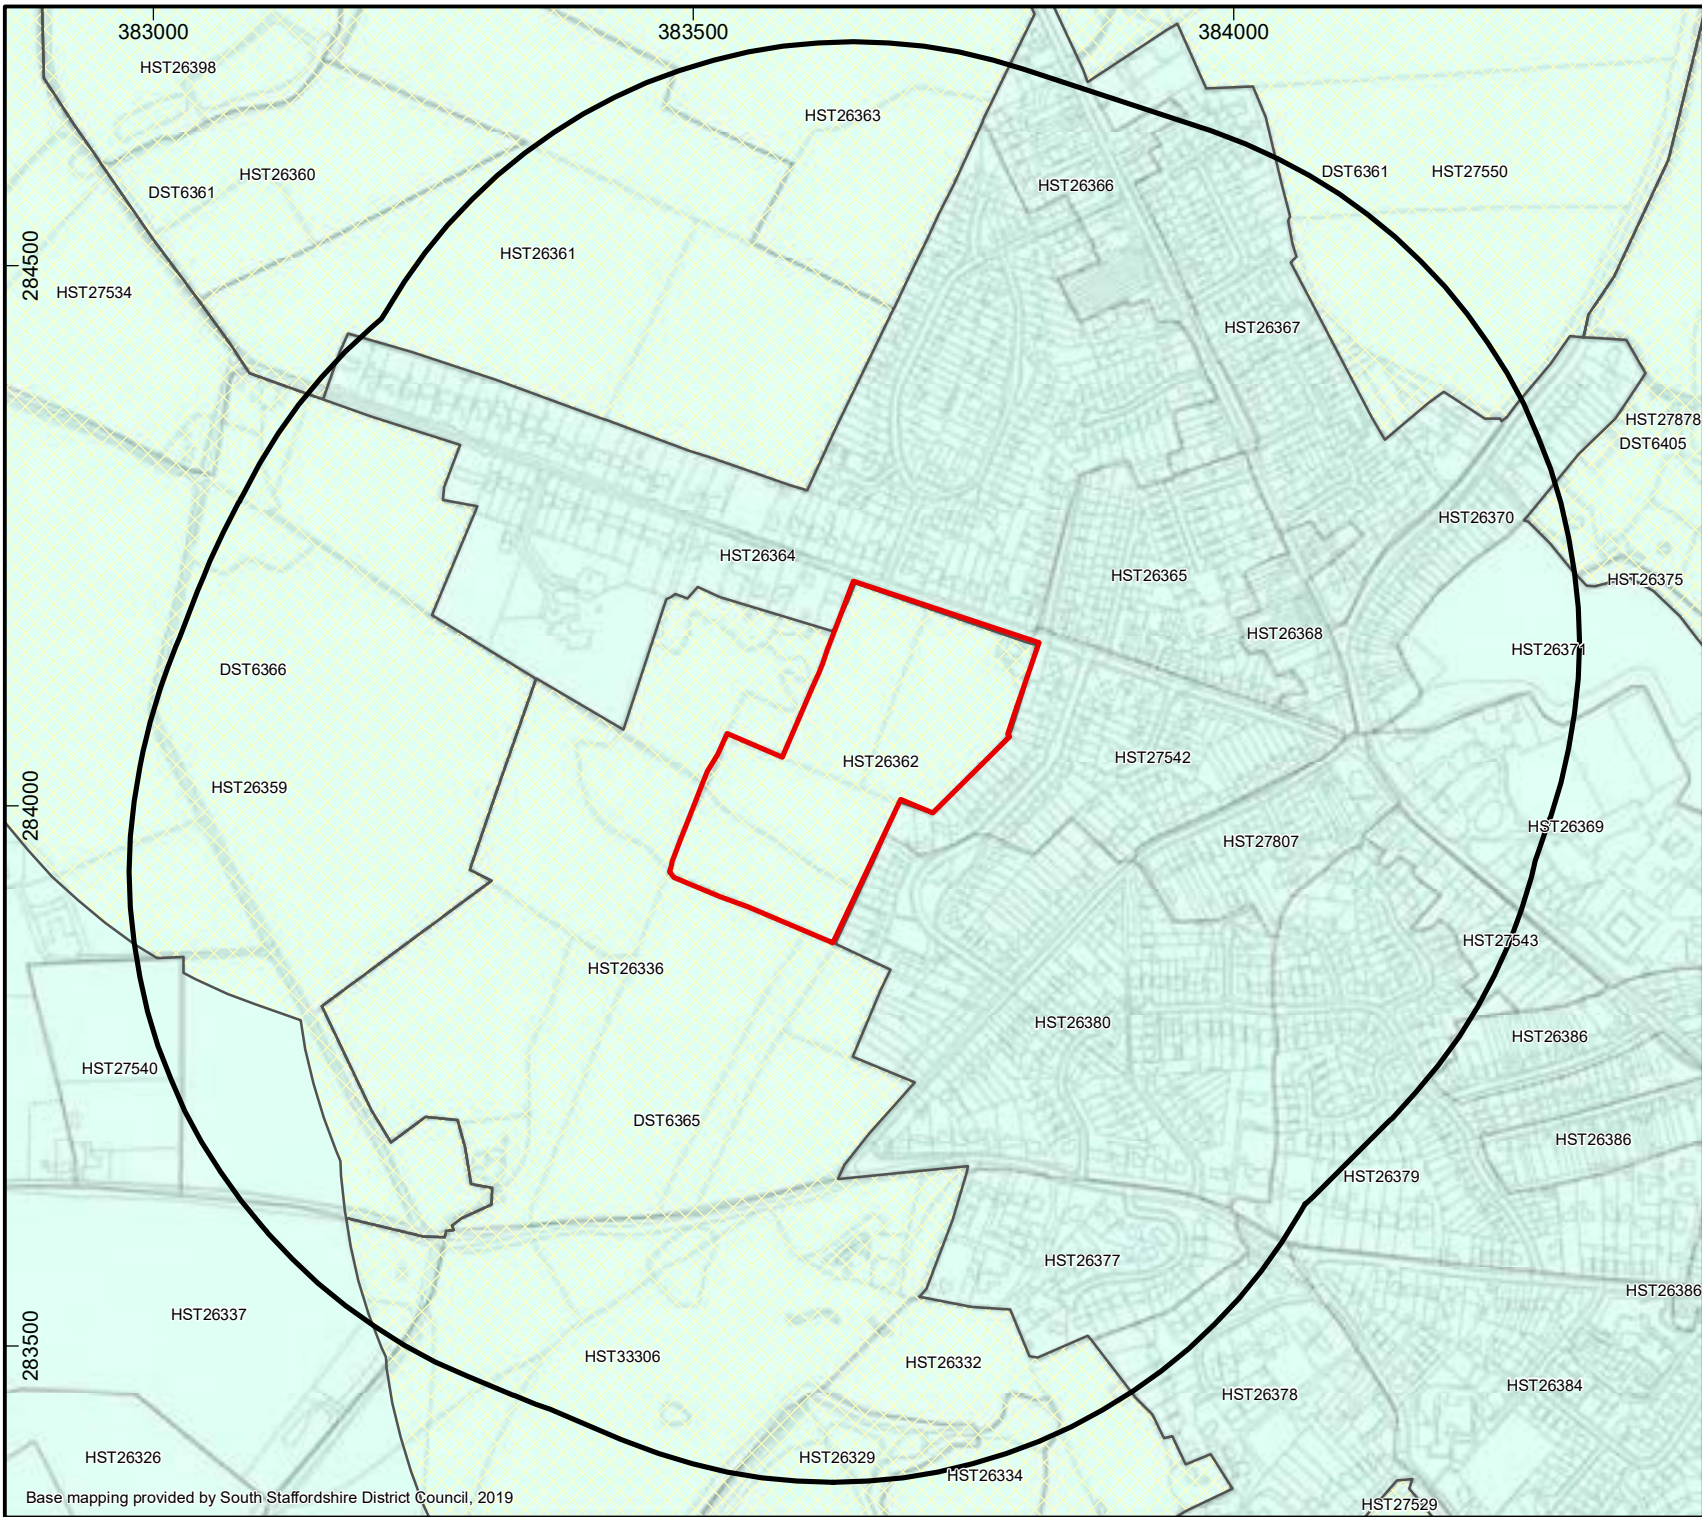 383000
383500
384000
HST26398
HST26363
HST26360
DST6361
HST26366
DST6361
HST27550
284500
HST26361
HST27534
HST26367
HST27878
DST6405
HST26370
HST26364
HST26365
HST26375
HST26368
HST26371
DST6366
HST26362
HST27542
HST26359
284000
HST26369
HST27807
HST27543
HST26336
HST26380
HST26386
HST27540
DST6365
HST26386
HST26379
HST26377
HST26386
HST26337
283500
HST33306
HST26332
HST26384
HST26378
HST26326
HST26329
HST26334
Base mapping provided by South Staffordshire District Council, 2019
HST27529